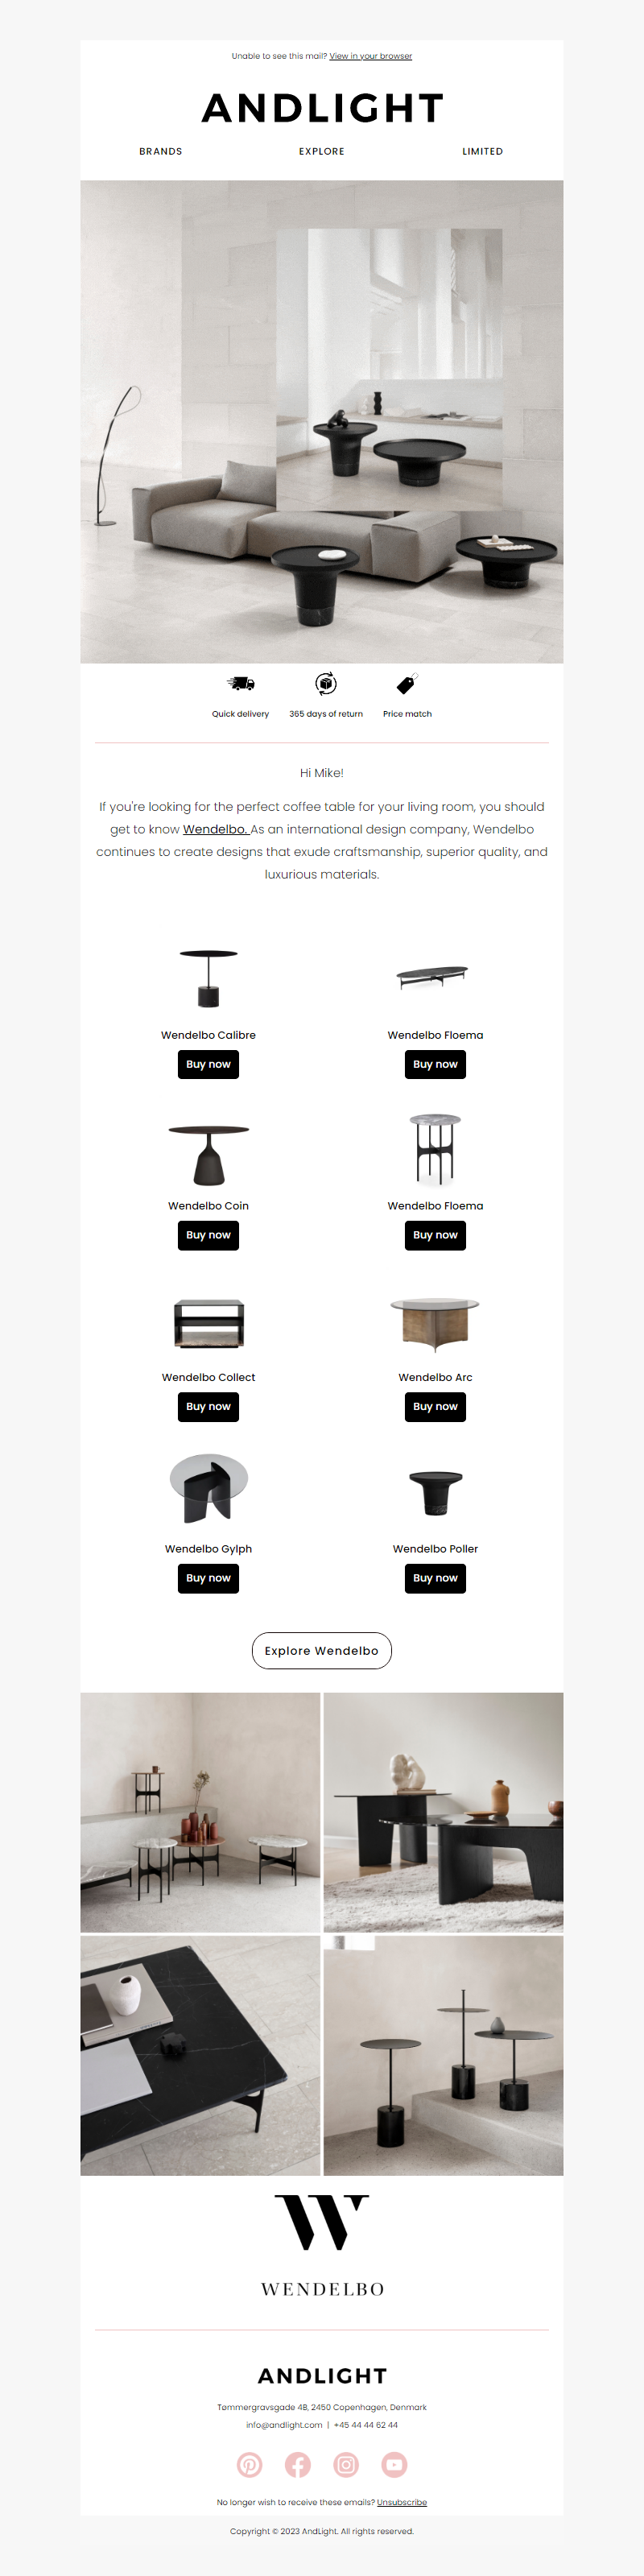 Unable to see this mail? View in your browser
ANDLIGHT
BRANDS EXPLORE LIMITED
Quick delivery 365 days of return Price match
Hi Mike!
If you're looking for the perfect coffee table for your living room, you should
get to know Wendelbo. As an international design company, Wendelbo
continues to create designs that exude craftsmanship, superior quality, and
luxurious materials.
Wendelbo Calibre Wendelbo Floema
Buy now Buy now
Wendelbo Coin Wendelbo Floema
Buy now Buy now
Wendelbo Collect Wendelbo Arc
Buy now Buy now
Wendelbo Gylph Wendelbo Poller
Buy now Buy now
Explore Wendelbo
W
WENDELBO
ANDLIGHT
Tømmergravsgade 4B, 2450 Copenhagen, Denmark
info@andlight.com | +45 44 44 62 44
No longer wish to receive these emails? Unsubscribe
Copyright © 2023 AndLight. All rights reserved.